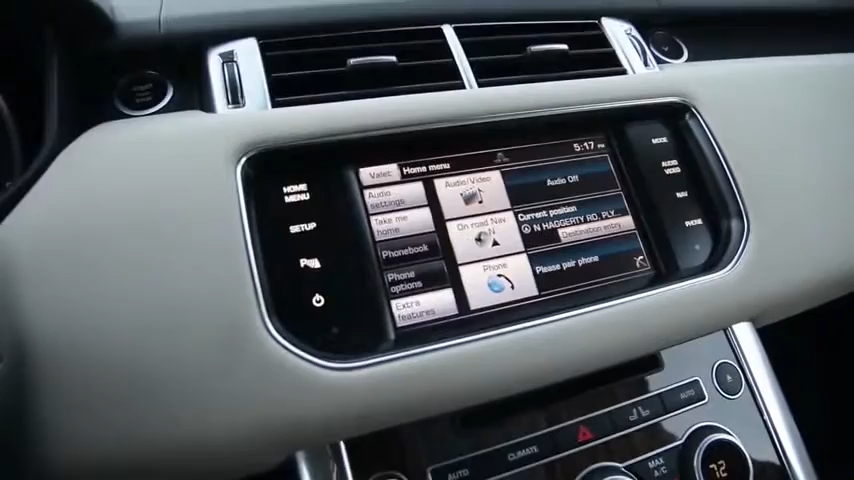 HOME
MENU
SETUP
Valet
Home menu
5:17
Audio
settings
Take me
home
Phonebook
Phone
options
Extra
features
Audio/Video
On road Nav
N
Phone
Audio Off
Current position
N HAGGERTY RD, PLY...
Destination entry
Please pair phone
MODE
AUDIO
VIDEO
NAV
PHONE
AUTO
CLIMATE
AUTO
MAX
A/C
72